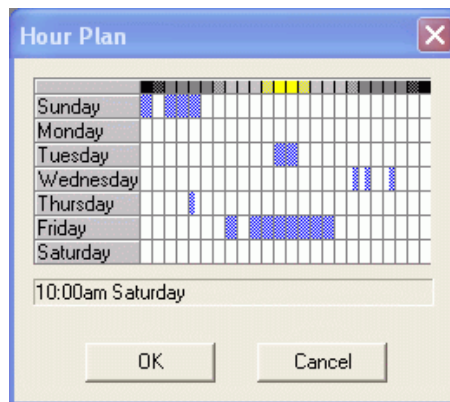 Hour Plan
Sunday
Monday
Tuesday
Wednesday
Thursday
Friday
Saturday
10:00am Saturday
OK
Cancel